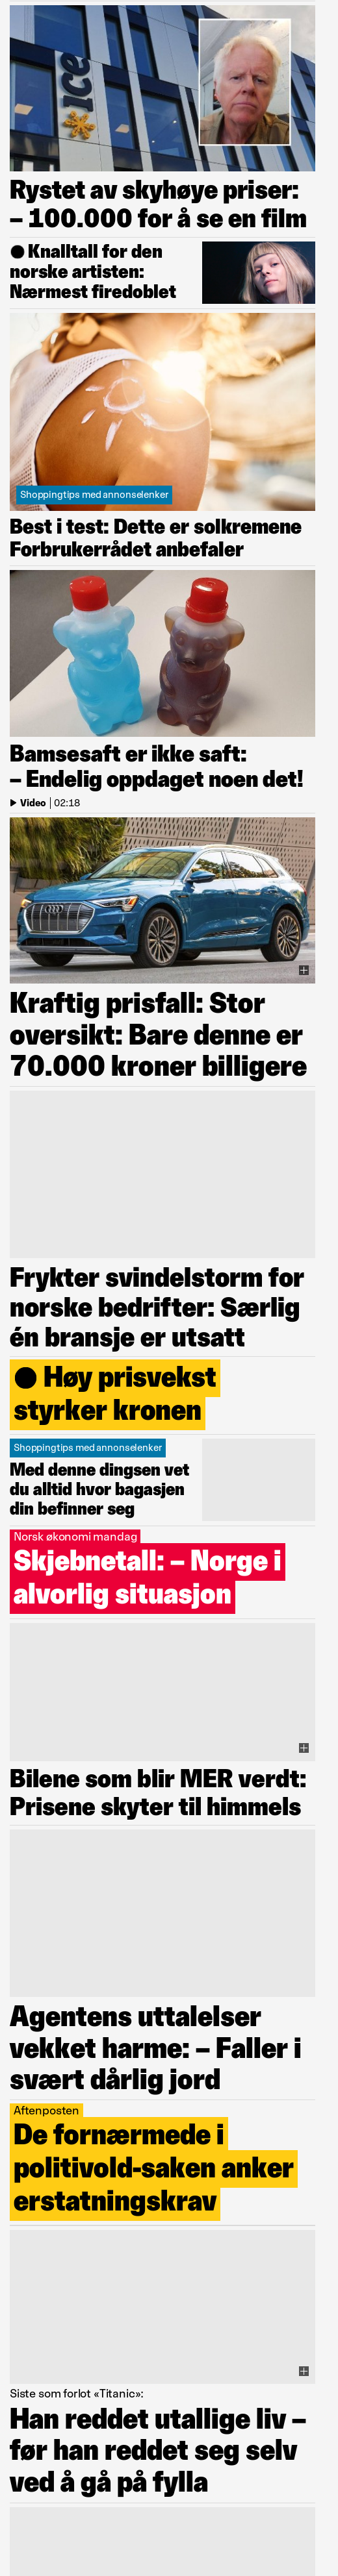 ice
Rystet av skyhøye priser:
– 100.000 for å se en film
● Knalltall for den
norske artisten:
Nærmest firedoblet
Shoppingtips med annonselenker
Best i test: Dette er solkremene
Forbrukerrådet anbefaler
Bamsesaft er ikke saft:
– Endelig oppdaget noen det!
Video | 02:18
Kraftig prisfall: Stor
oversikt: Bare denne er
70.000 kroner billigere
Frykter svindelstorm for
norske bedrifter: Særlig
én bransje er utsatt
● Høy prisvekst
styrker kronen
Shoppingtips med annonselenker
Med denne dingsen vet
du alltid hvor bagasjen
din befinner seg
Norsk økonomi mandag
Skjebnetall: – Norge i
alvorlig situasjon
Bilene som blir MER verdt:
Prisene skyter til himmels
Agentens uttalelser
vekket harme: – Faller i
svært dårlig jord
Aftenposten
De fornærmede i
politivold-saken anker
erstatningskrav
Siste som forlot «Titanic»:
Han reddet utallige liv –
før han reddet seg selv
ved å gå på fylla